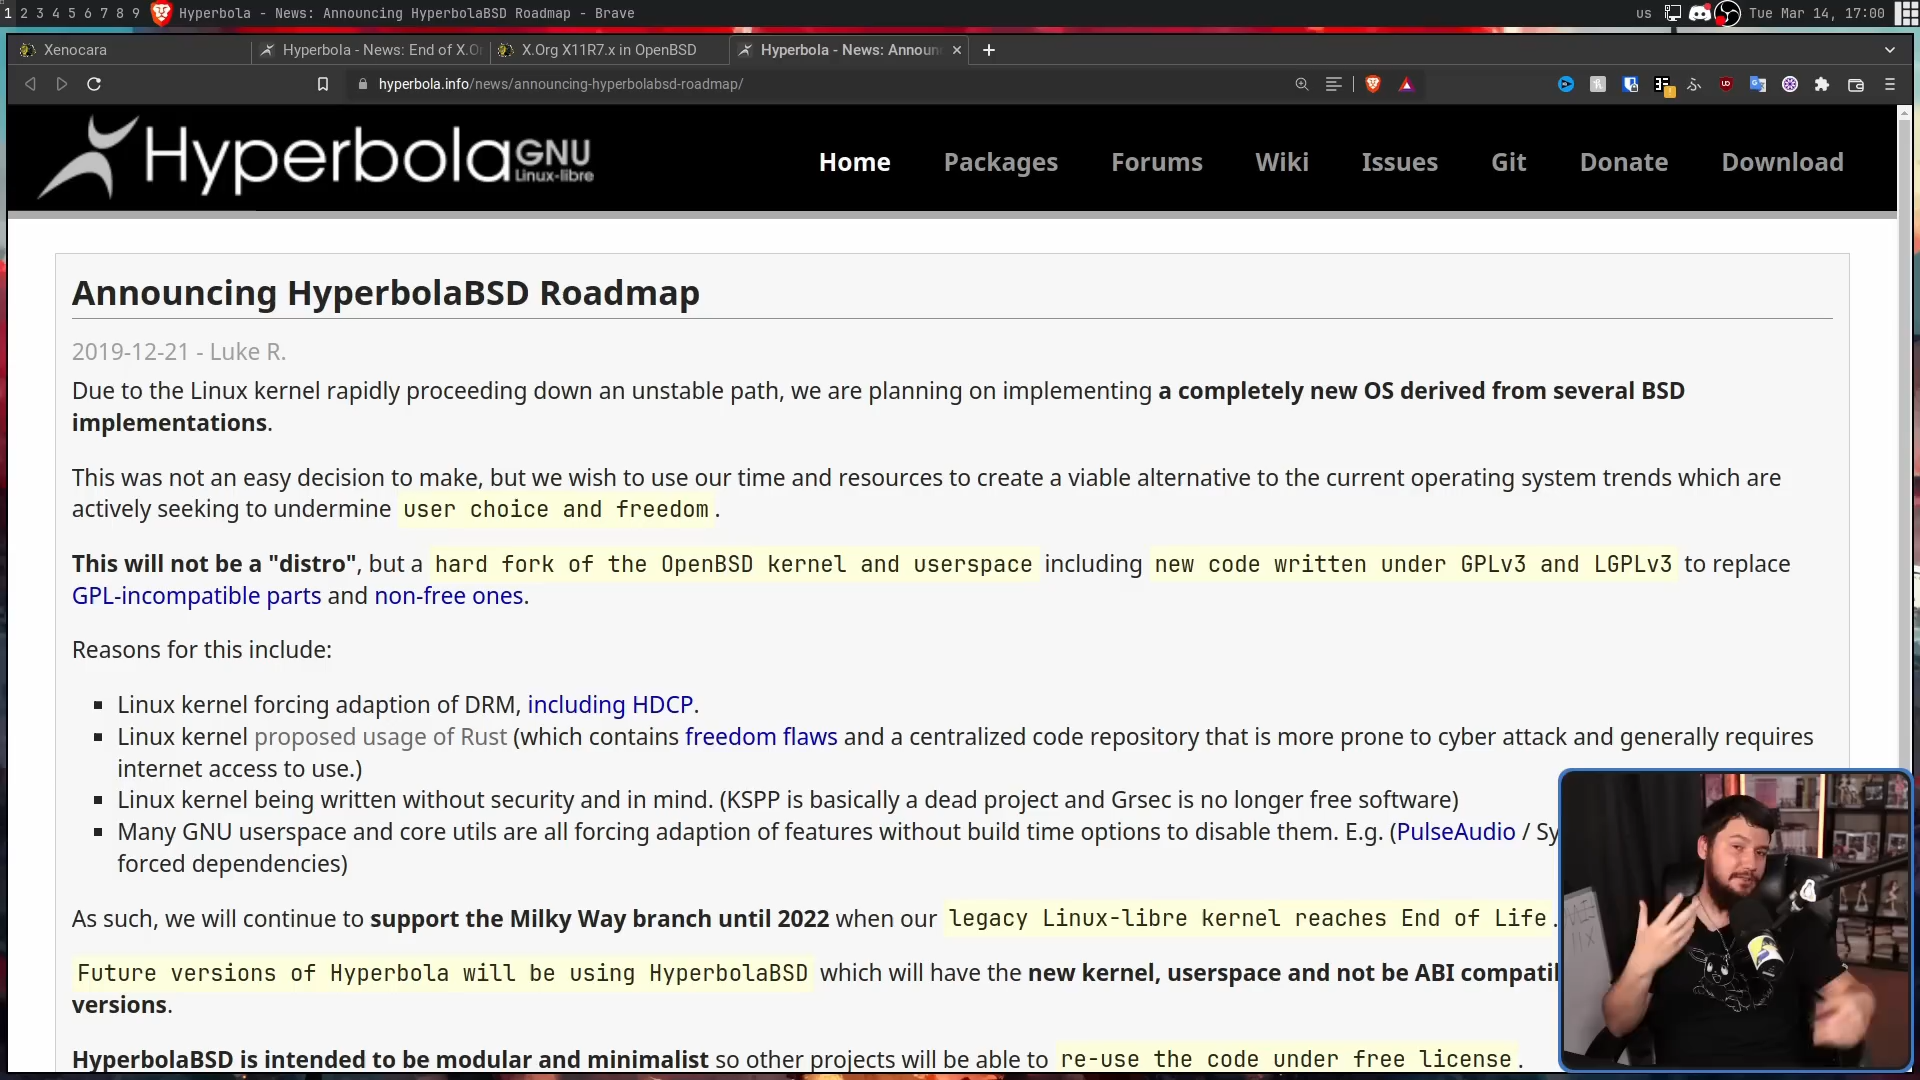 1 2 3 4 5 6 7 8 9 Hyperbola - News: Announcing HyperbolaBSD Roadmap - Brave us Tue Mar 14, 17:00
Xenocara Hyperbola - News: End of X.O X.Org X11R7.x in OpenBSD Hyperbola - News: Announ
hyperbola.info/news/announcing-hyperbolabsd-roadmap/
Hyperbola GNU Linux-libre Home Packages Forums Wiki Issues Git Donate Download
Announcing HyperbolaBSD Roadmap
2019-12-21 - Luke R.
Due to the Linux kernel rapidly proceeding down an unstable path, we are planning on implementing a completely new OS derived from several BSD
implementations.
This was not an easy decision to make, but we wish to use our time and resources to create a viable alternative to the current operating system trends which are
actively seeking to undermine user choice and freedom.
This will not be a "distro", but a hard fork of the OpenBSD kernel and userspace including new code written under GPLv3 and LGPLv3 to replace
GPL-incompatible parts and non-free ones.
Reasons for this include:
Linux kernel forcing adaption of DRM, including HDCP.
Linux kernel proposed usage of Rust (which contains freedom flaws and a centralized code repository that is more prone to cyber attack and generally requires
internet access to use.)
Linux kernel being written without security and in mind. (KSPP is basically a dead project and Grsec is no longer free software)
Many GNU userspace and core utils are all forcing adaption of features without build time options to disable them. E.g. (PulseAudio / Sy
forced dependencies)
As such, we will continue to support the Milky Way branch until 2022 when our legacy Linux-libre kernel reaches End of Life.
Future versions of Hyperbola will be using HyperbolaBSD which will have the new kernel, userspace and not be ABI compatil
versions.
HyperbolaBSD is intended to be modular and minimalist so other projects will be able to re-use the code under free license.